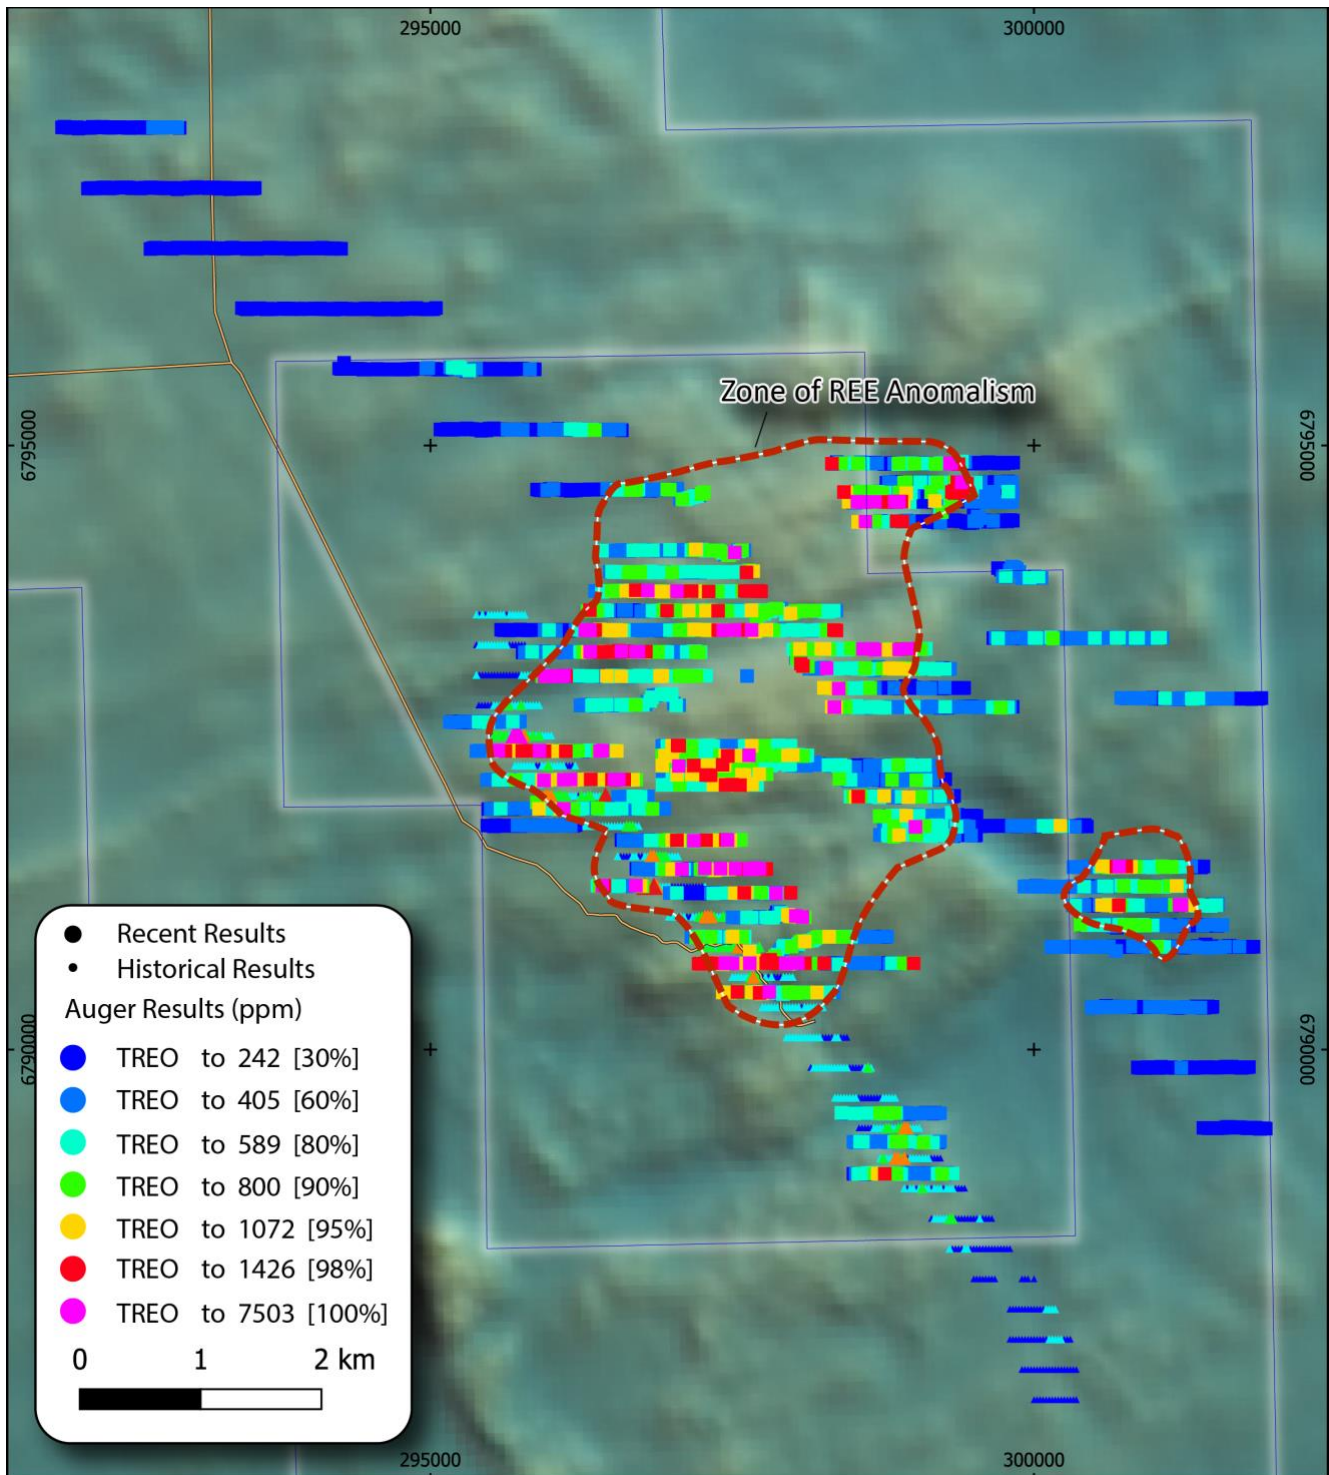 295000
300000
Zone of REE Anomalism
6795000
6795000
6790000
6790000
Recent Results
Historical Results
Auger Results (ppm)
TREO to 242 [30%]
TREO to 405 [60%]
TREO to 589 [80%]
TREO to 800 [90%]
TREO to 1072 [95%]
TREO to 1426 [98%]
TREO to 7503 [100%]
0 1 2 km
295000
300000